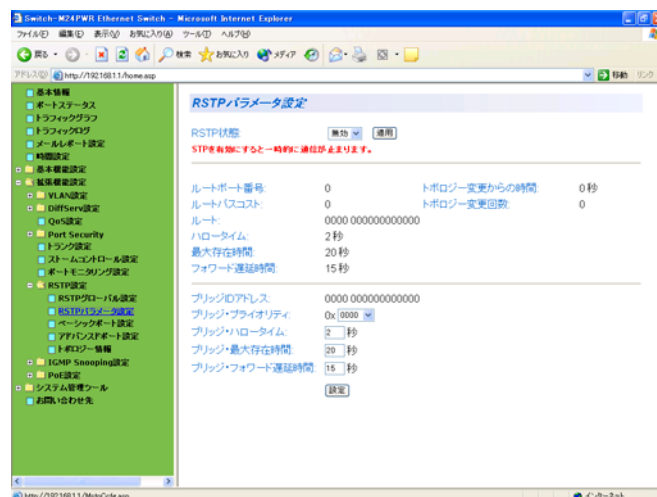 Switch-M24PWR Ethernet Switch - Microsoft Internet Explorer
ファイル(F) 編集(E) 表示(V) お気に入り(A) ツール(T) ヘルプ(H)
戻る 検索 お気に入り メディア
アドレス(D) http://192.168.1.1/home.asp 移動 リンク
基本情報
ポートステータス
トラフィックグラフ
トラフィックログ
メールレポート設定
時間設定
基本機能設定
拡張機能設定
VLAN設定
DiffServ設定
QoS設定
Port Security
トランク設定
ストームコントロール設定
ポートモニタリング設定
RSTP設定
RSTPグローバル設定
RSTPパラメータ設定
ベーシックポート設定
アドバンスドポート設定
トポロジー情報
IGMP Snooping設定
PoE設定
システム管理ツール
お問い合わせ先
RSTPパラメータ設定
RSTP状態: 無効 適用
STPを有効にすると一時的に通信が止まります。
ルートポート番号: 0 トポロジー変更からの時間: 0 秒
ルートパスコスト: 0 トポロジー変更回数: 0
ルート: 0000 000000000000
ハロータイム: 2 秒
最大存在時間: 20 秒
フォワード遅延時間: 15 秒
ブリッジIDアドレス: 0000 000000000000
ブリッジ・プライオリティ: 0x 0000
ブリッジ・ハロータイム: 2 秒
ブリッジ・最大存在時間: 20 秒
ブリッジ・フォワード遅延時間: 15 秒
設定
インターネット